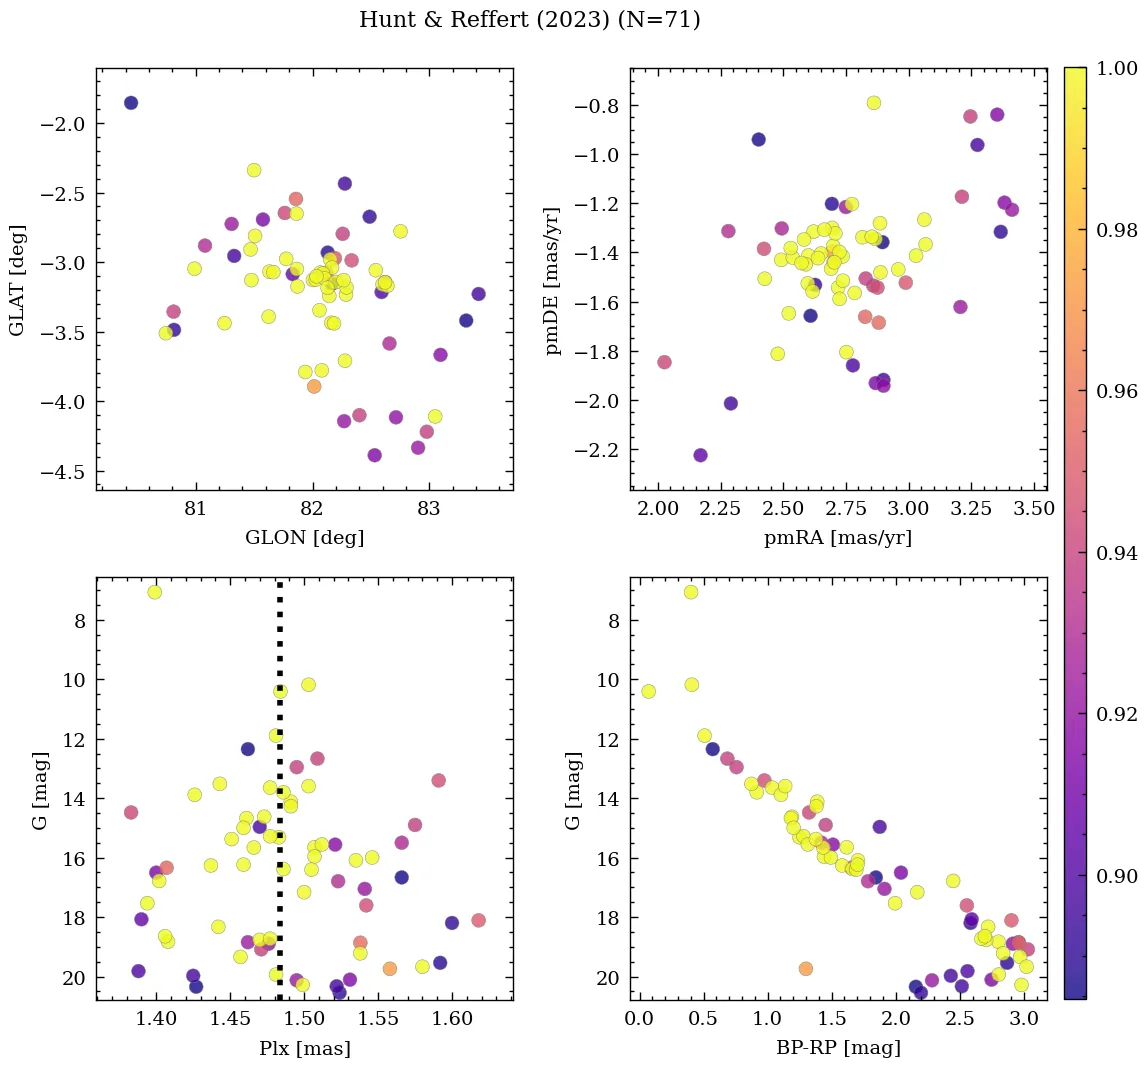 Hunt & Reffert (2023) (N=71)
−2.0
−2.5
−3.0
−3.5
−4.0
−4.5
GLAT [deg]
81 82 83
GLON [deg]
−0.8
−1.0
−1.2
−1.4
−1.6
−1.8
−2.0
−2.2
pmDE [mas/yr]
2.00 2.25 2.50 2.75 3.00 3.25 3.50
pmRA [mas/yr]
8
10
12
14
16
18
20
G [mag]
1.40 1.45 1.50 1.55 1.60
Plx [mas]
8
10
12
14
16
18
20
G [mag]
0.0 0.5 1.0 1.5 2.0 2.5 3.0
BP-RP [mag]
1.00
0.98
0.96
0.94
0.92
0.90